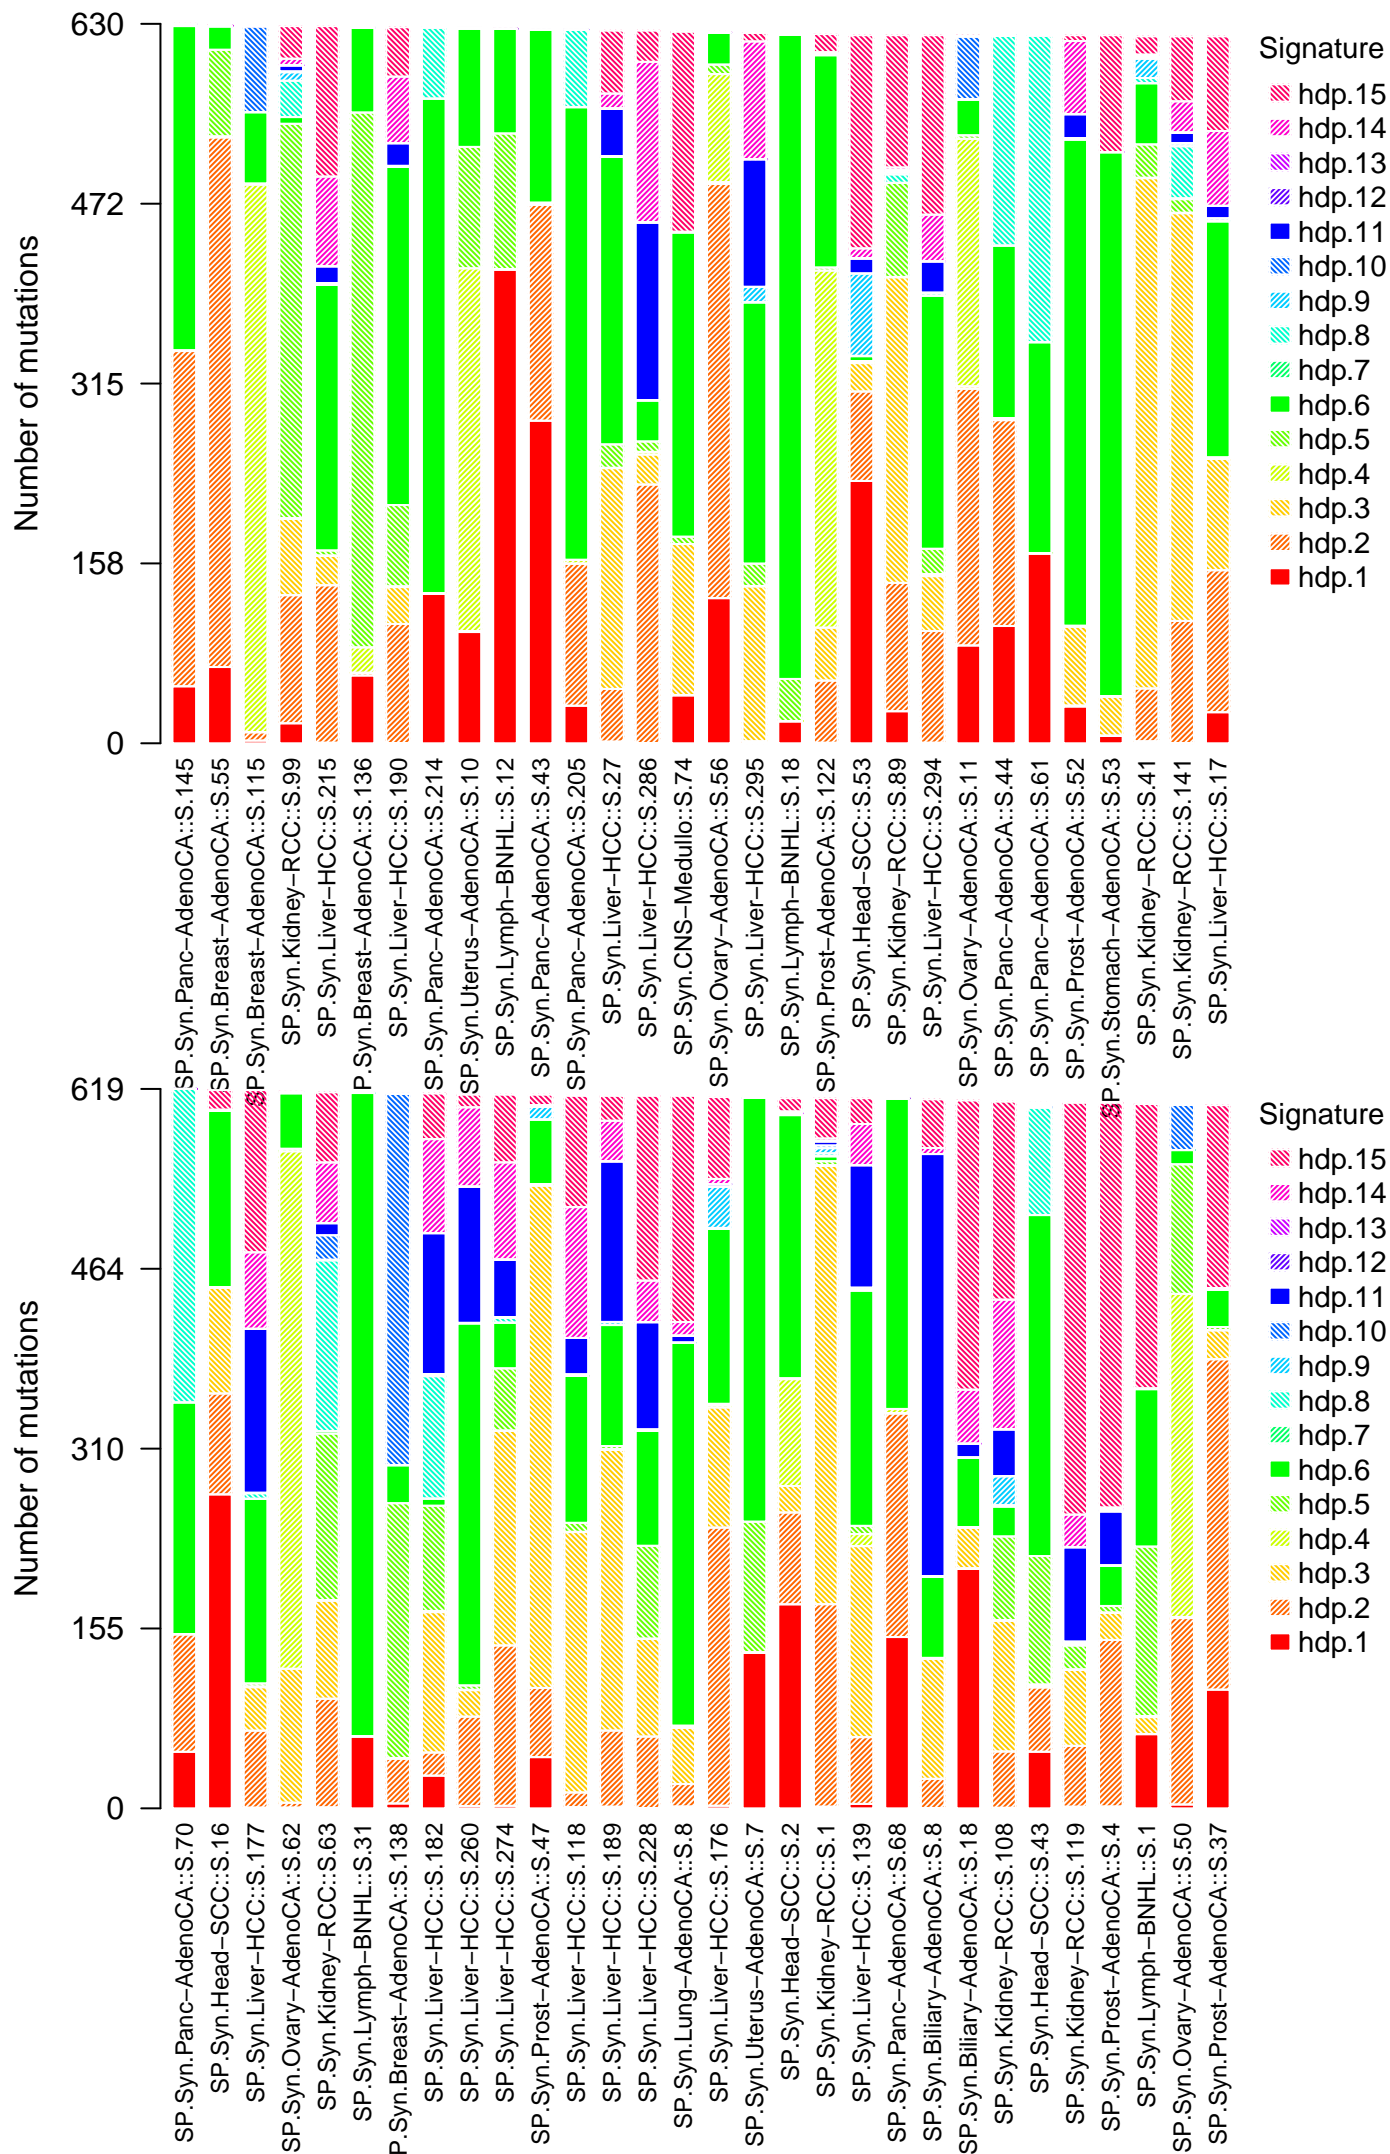 Number of mutations
630
472
315
158
0
Signature
hdp.15
hdp.14
hdp.13
hdp.12
hdp.11
hdp.10
hdp.9
hdp.8
hdp.7
hdp.6
hdp.5
hdp.4
hdp.3
hdp.2
hdp.1
SP.Syn.Panc−AdenoCA::S.145
SP.Syn.Breast−AdenoCA::S.55
SP.Syn.Breast−AdenoCA::S.115
SP.Syn.Kidney−RCC::S.99
SP.Syn.Liver−HCC::S.215
P.Syn.Breast−AdenoCA::S.136
SP.Syn.Liver−HCC::S.190
SP.Syn.Panc−AdenoCA::S.214
SP.Syn.Uterus−AdenoCA::S.10
SP.Syn.Lymph−BNHL::S.12
SP.Syn.Panc−AdenoCA::S.43
SP.Syn.Panc−AdenoCA::S.205
SP.Syn.Liver−HCC::S.27
SP.Syn.Liver−HCC::S.286
SP.Syn.CNS−Medullo::S.74
SP.Syn.Ovary−AdenoCA::S.56
SP.Syn.Liver−HCC::S.295
SP.Syn.Lymph−BNHL::S.18
SP.Syn.Prost−AdenoCA::S.122
SP.Syn.Head−SCC::S.53
SP.Syn.Kidney−RCC::S.89
SP.Syn.Liver−HCC::S.294
SP.Syn.Ovary−AdenoCA::S.11
SP.Syn.Panc−AdenoCA::S.44
SP.Syn.Panc−AdenoCA::S.61
SP.Syn.Prost−AdenoCA::S.52
SP.Syn.Stomach−AdenoCA::S.53
SP.Syn.Kidney−RCC::S.41
SP.Syn.Kidney−RCC::S.141
SP.Syn.Liver−HCC::S.17
Number of mutations
619
464
310
155
0
Signature
hdp.15
hdp.14
hdp.13
hdp.12
hdp.11
hdp.10
hdp.9
hdp.8
hdp.7
hdp.6
hdp.5
hdp.4
hdp.3
hdp.2
hdp.1
SP.Syn.Panc−AdenoCA::S.70
SP.Syn.Head−SCC::S.16
SP.Syn.Liver−HCC::S.177
SP.Syn.Ovary−AdenoCA::S.62
SP.Syn.Kidney−RCC::S.63
SP.Syn.Lymph−BNHL::S.31
P.Syn.Breast−AdenoCA::S.138
SP.Syn.Liver−HCC::S.182
SP.Syn.Liver−HCC::S.260
SP.Syn.Liver−HCC::S.274
SP.Syn.Prost−AdenoCA::S.47
SP.Syn.Liver−HCC::S.118
SP.Syn.Liver−HCC::S.189
SP.Syn.Liver−HCC::S.228
SP.Syn.Lung−AdenoCA::S.8
SP.Syn.Liver−HCC::S.176
SP.Syn.Uterus−AdenoCA::S.7
SP.Syn.Head−SCC::S.2
SP.Syn.Kidney−RCC::S.1
SP.Syn.Liver−HCC::S.139
SP.Syn.Panc−AdenoCA::S.68
SP.Syn.Biliary−AdenoCA::S.8
SP.Syn.Biliary−AdenoCA::S.18
SP.Syn.Kidney−RCC::S.108
SP.Syn.Head−SCC::S.43
SP.Syn.Kidney−RCC::S.119
SP.Syn.Prost−AdenoCA::S.4
SP.Syn.Lymph−BNHL::S.1
SP.Syn.Ovary−AdenoCA::S.50
SP.Syn.Prost−AdenoCA::S.37